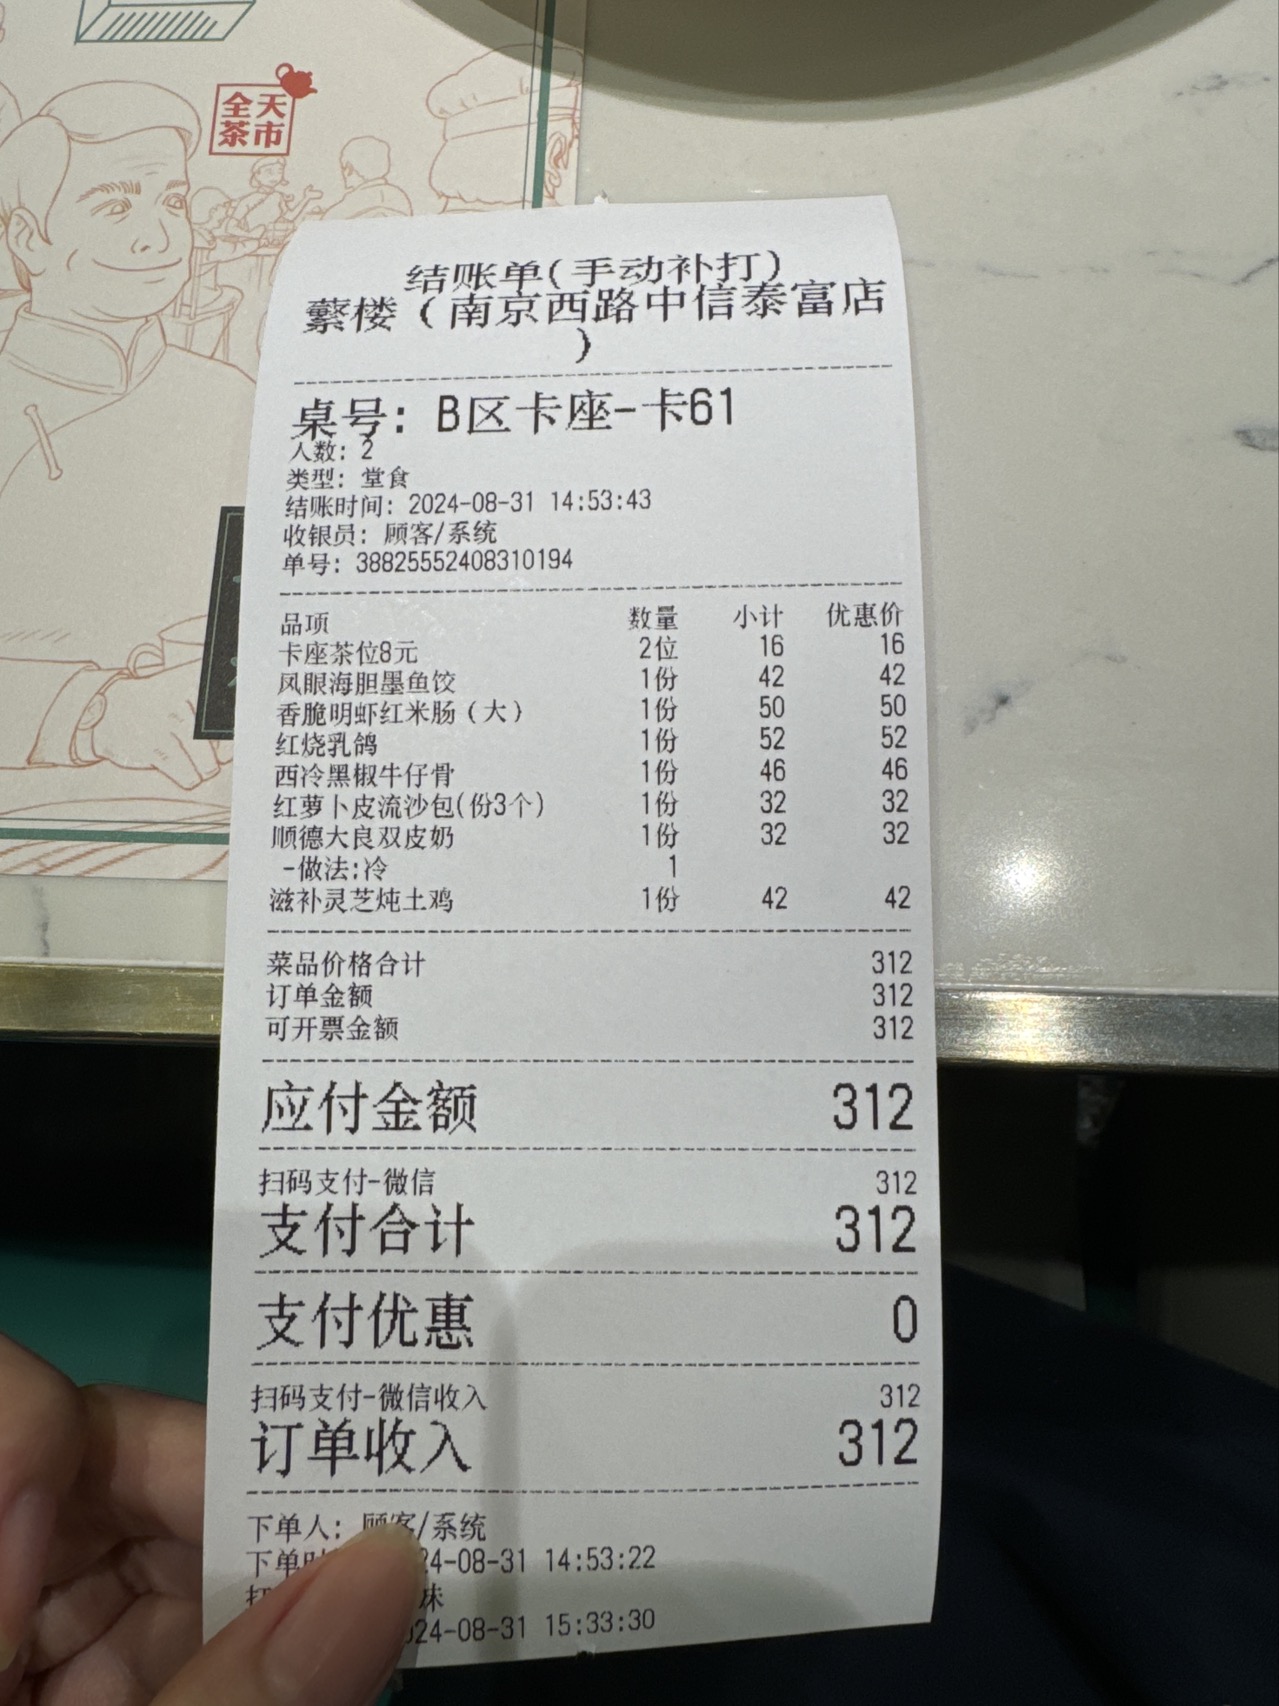 全天
茶市
结账单(手动补打)
蘩楼（南京西路中信泰富店
）
桌号: B区卡座-卡61
人数: 2
类型: 堂食
结账时间: 2024-08-31 14:53:43
收银员: 顾客/系统
单号: 38825552408310194
品项 数量 小计 优惠价
卡座茶位8元 2位 16 16
凤眼海胆墨鱼饺 1份 42 42
香脆明虾红米肠（大） 1份 50 50
红烧乳鸽 1份 52 52
西冷黑椒牛仔骨 1份 46 46
红萝卜皮流沙包(份3个) 1份 32 32
顺德大良双皮奶 1份 32 32
-做法:冷 1
滋补灵芝炖土鸡 1份 42 42
菜品价格合计 312
订单金额 312
可开票金额 312
应付金额 312
扫码支付-微信 312
支付合计 312
支付优惠 0
扫码支付-微信收入 312
订单收入 312
下单人: 顾客/系统
下单 24-08-31 14:53:22
妹
024-08-31 15:33:30